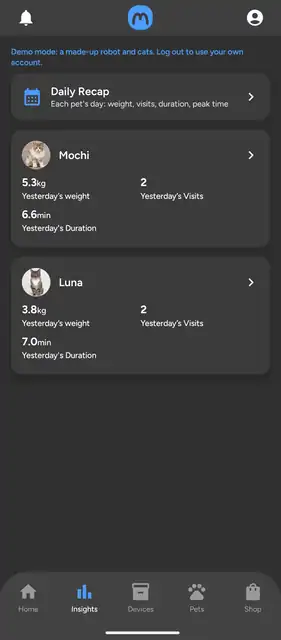 Demo mode: a made-up robot and cats. Log out to use your own
account.
Daily Recap
Each pet's day: weight, visits, duration, peak time
Mochi
5.3kg
2
Yesterday's weight
Yesterday's Visits
6.6min
Yesterday's Duration
Luna
3.8kg
2
Yesterday's weight
Yesterday's Visits
7.0min
Yesterday's Duration
Home
Insights
Devices
Pets
Shop